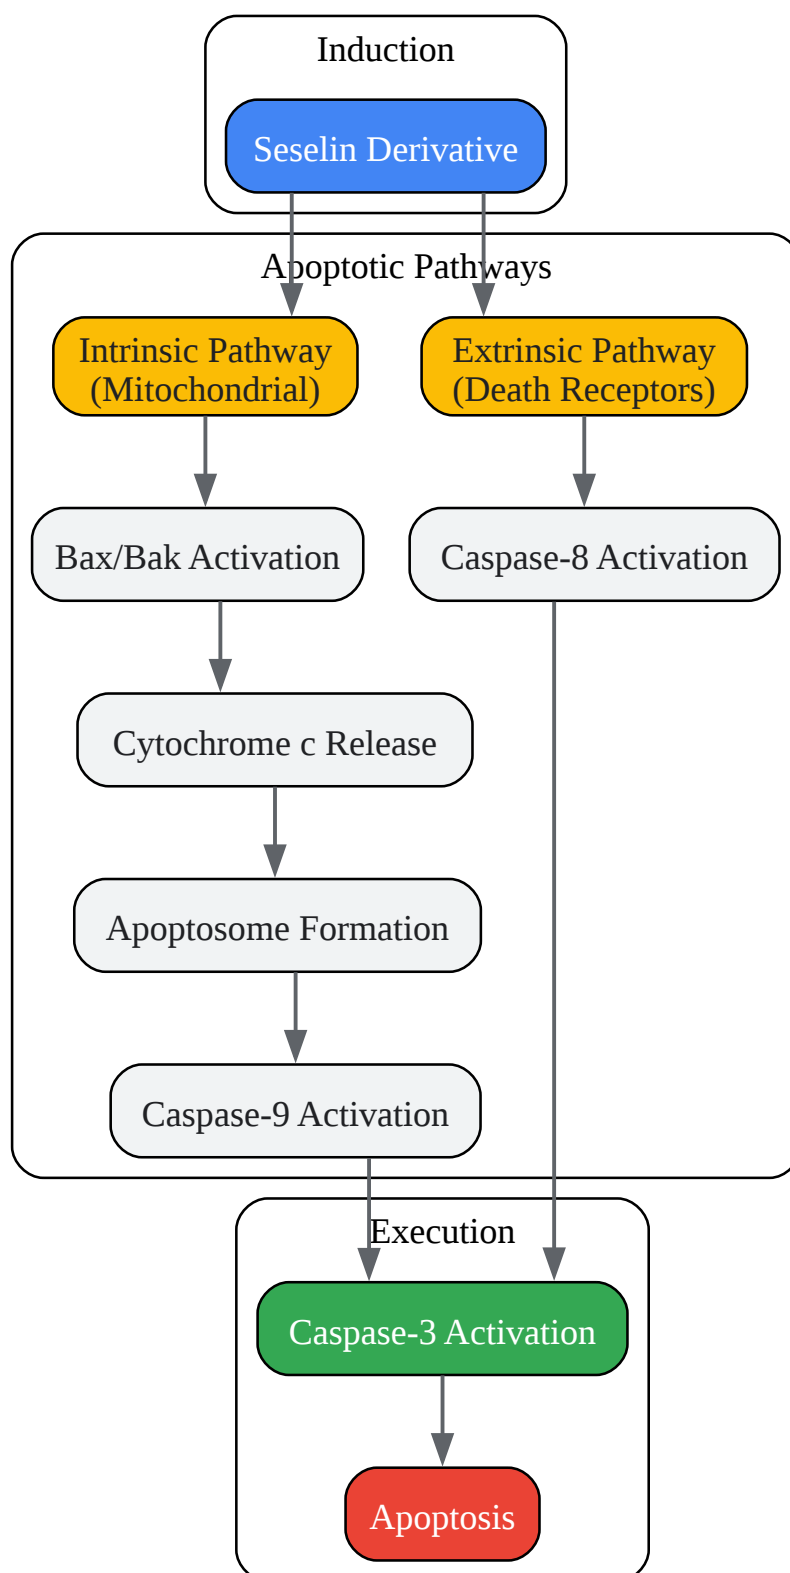 Induction
Seselin Derivative
Apoptotic Pathways
Intrinsic Pathway
(Mitochondrial)
Extrinsic Pathway
(Death Receptors)
Bax/Bak Activation
Caspase-8 Activation
Cytochrome c Release
Apoptosome Formation
Caspase-9 Activation
Execution
Caspase-3 Activation
Apoptosis